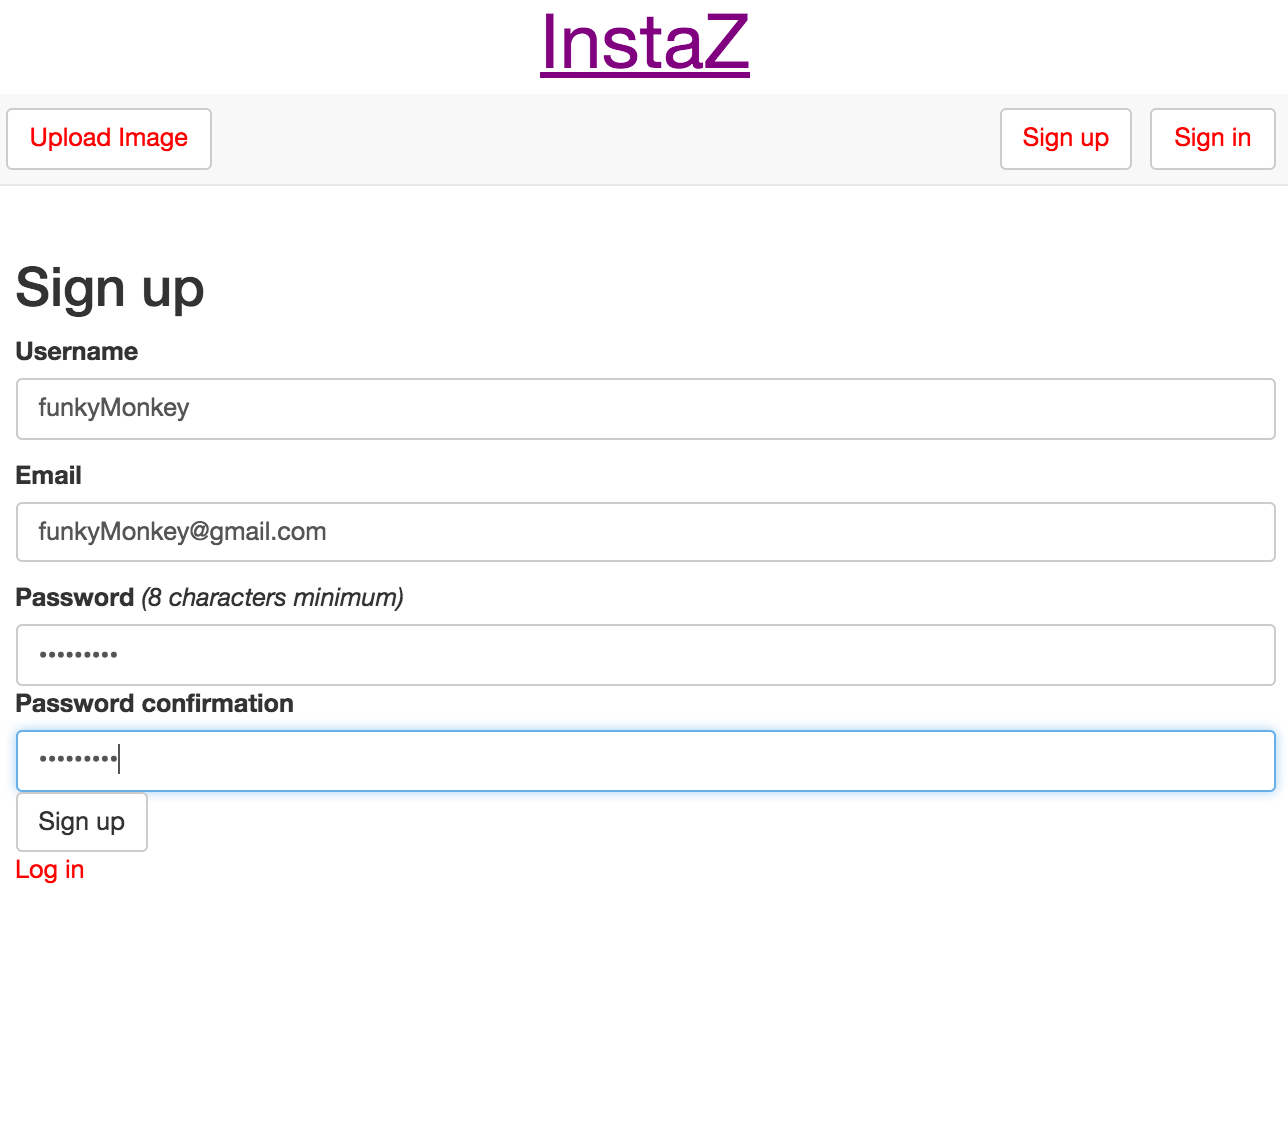 InstaZ
Upload Image Sign up Sign in
Sign up
Username
funkyMonkey
Email
funkyMonkey@gmail.com
Password (8 characters minimum)
•••••••••
Password confirmation
•••••••••
Sign up
Log in